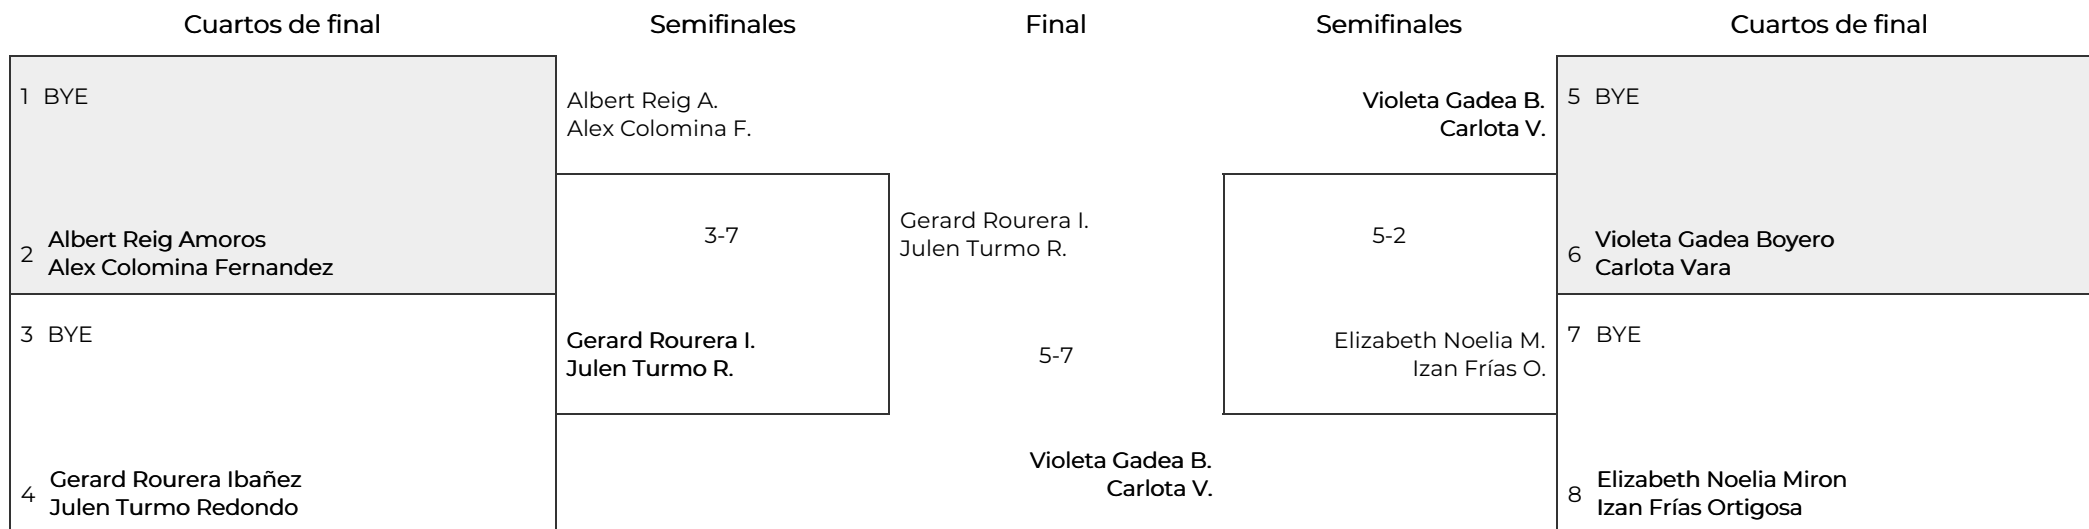 Cuartos de final
Semifinales
Final
Semifinales
Cuartos de final
1 BYE
2 Albert Reig Amoros
Alex Colomina Fernandez
3 BYE
4 Gerard Rourera Ibañez
Julen Turmo Redondo
Albert Reig A.
Alex Colomina F.
3-7
Gerard Rourera I.
Julen Turmo R.
Gerard Rourera I.
Julen Turmo R.
5-7
Violeta Gadea B.
Carlota V.
Violeta Gadea B.
Carlota V.
5-2
Elizabeth Noelia M.
Izan Frías O.
5 BYE
6 Violeta Gadea Boyero
Carlota Vara
7 BYE
8 Elizabeth Noelia Miron
Izan Frías Ortigosa